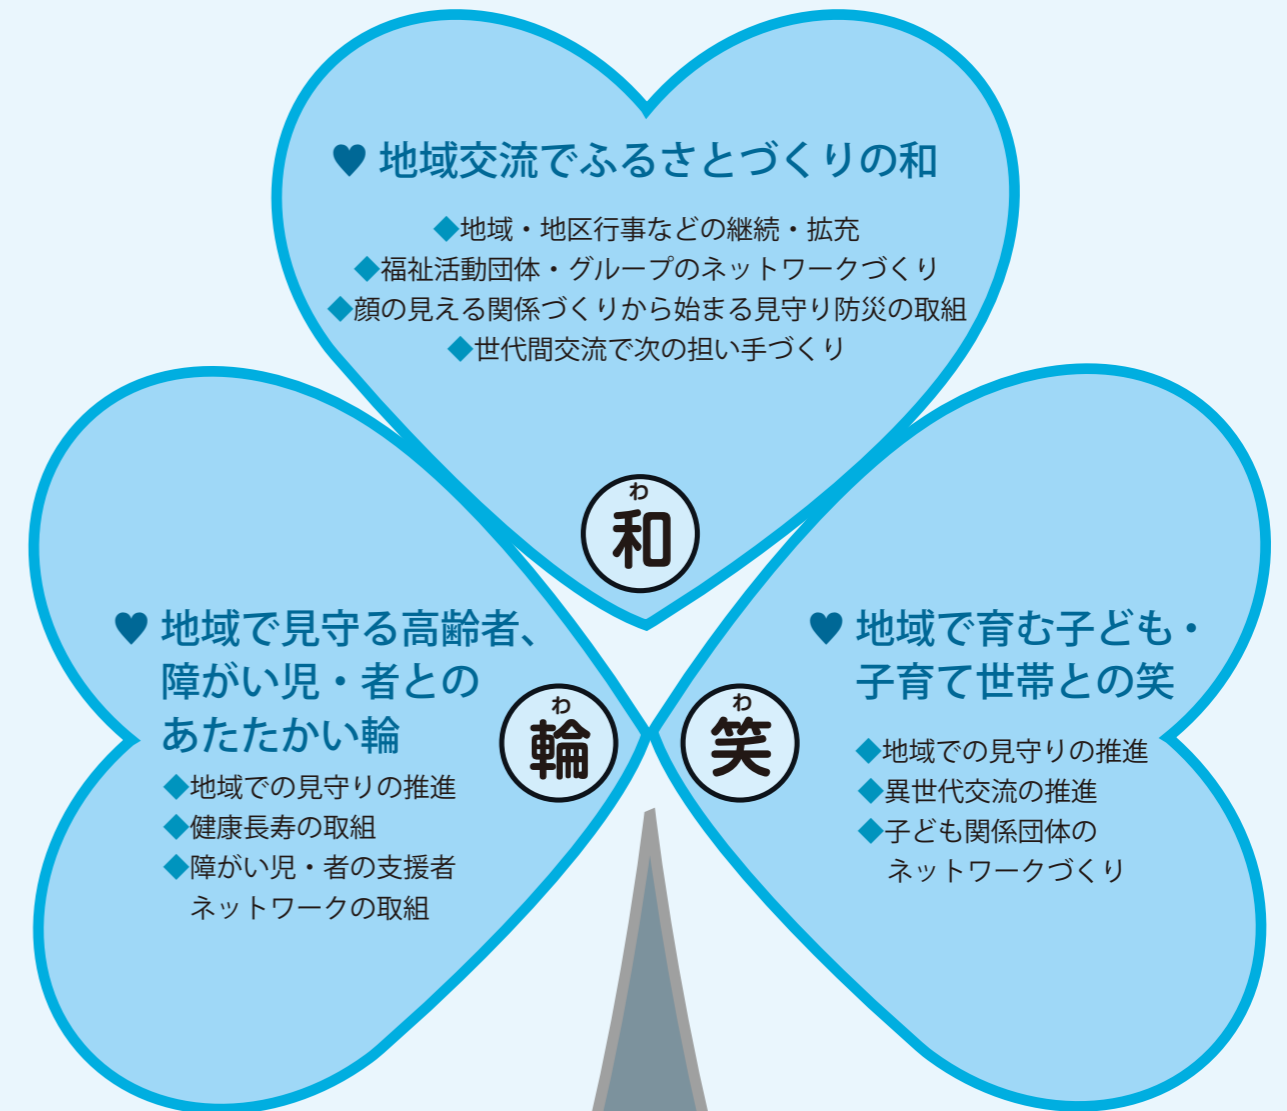 ♥ 地域交流でふるさとづくりの和
◆地域・地区行事などの継続・拡充
◆福祉活動団体・グループのネットワークづくり
◆顔の見える関係づくりから始まる見守り防災の取組
◆世代間交流で次の担い手づくり
わ
和
♥ 地域で見守る高齢者、
障がい児・者との
あたたかい輪
◆地域での見守りの推進
◆健康長寿の取組
◆障がい児・者の支援者
ネットワークの取組
わ
輪
わ
笑
♥ 地域で育む子ども・
子育て世帯との笑
◆地域での見守りの推進
◆異世代交流の推進
◆子ども関係団体の
ネットワークづくり